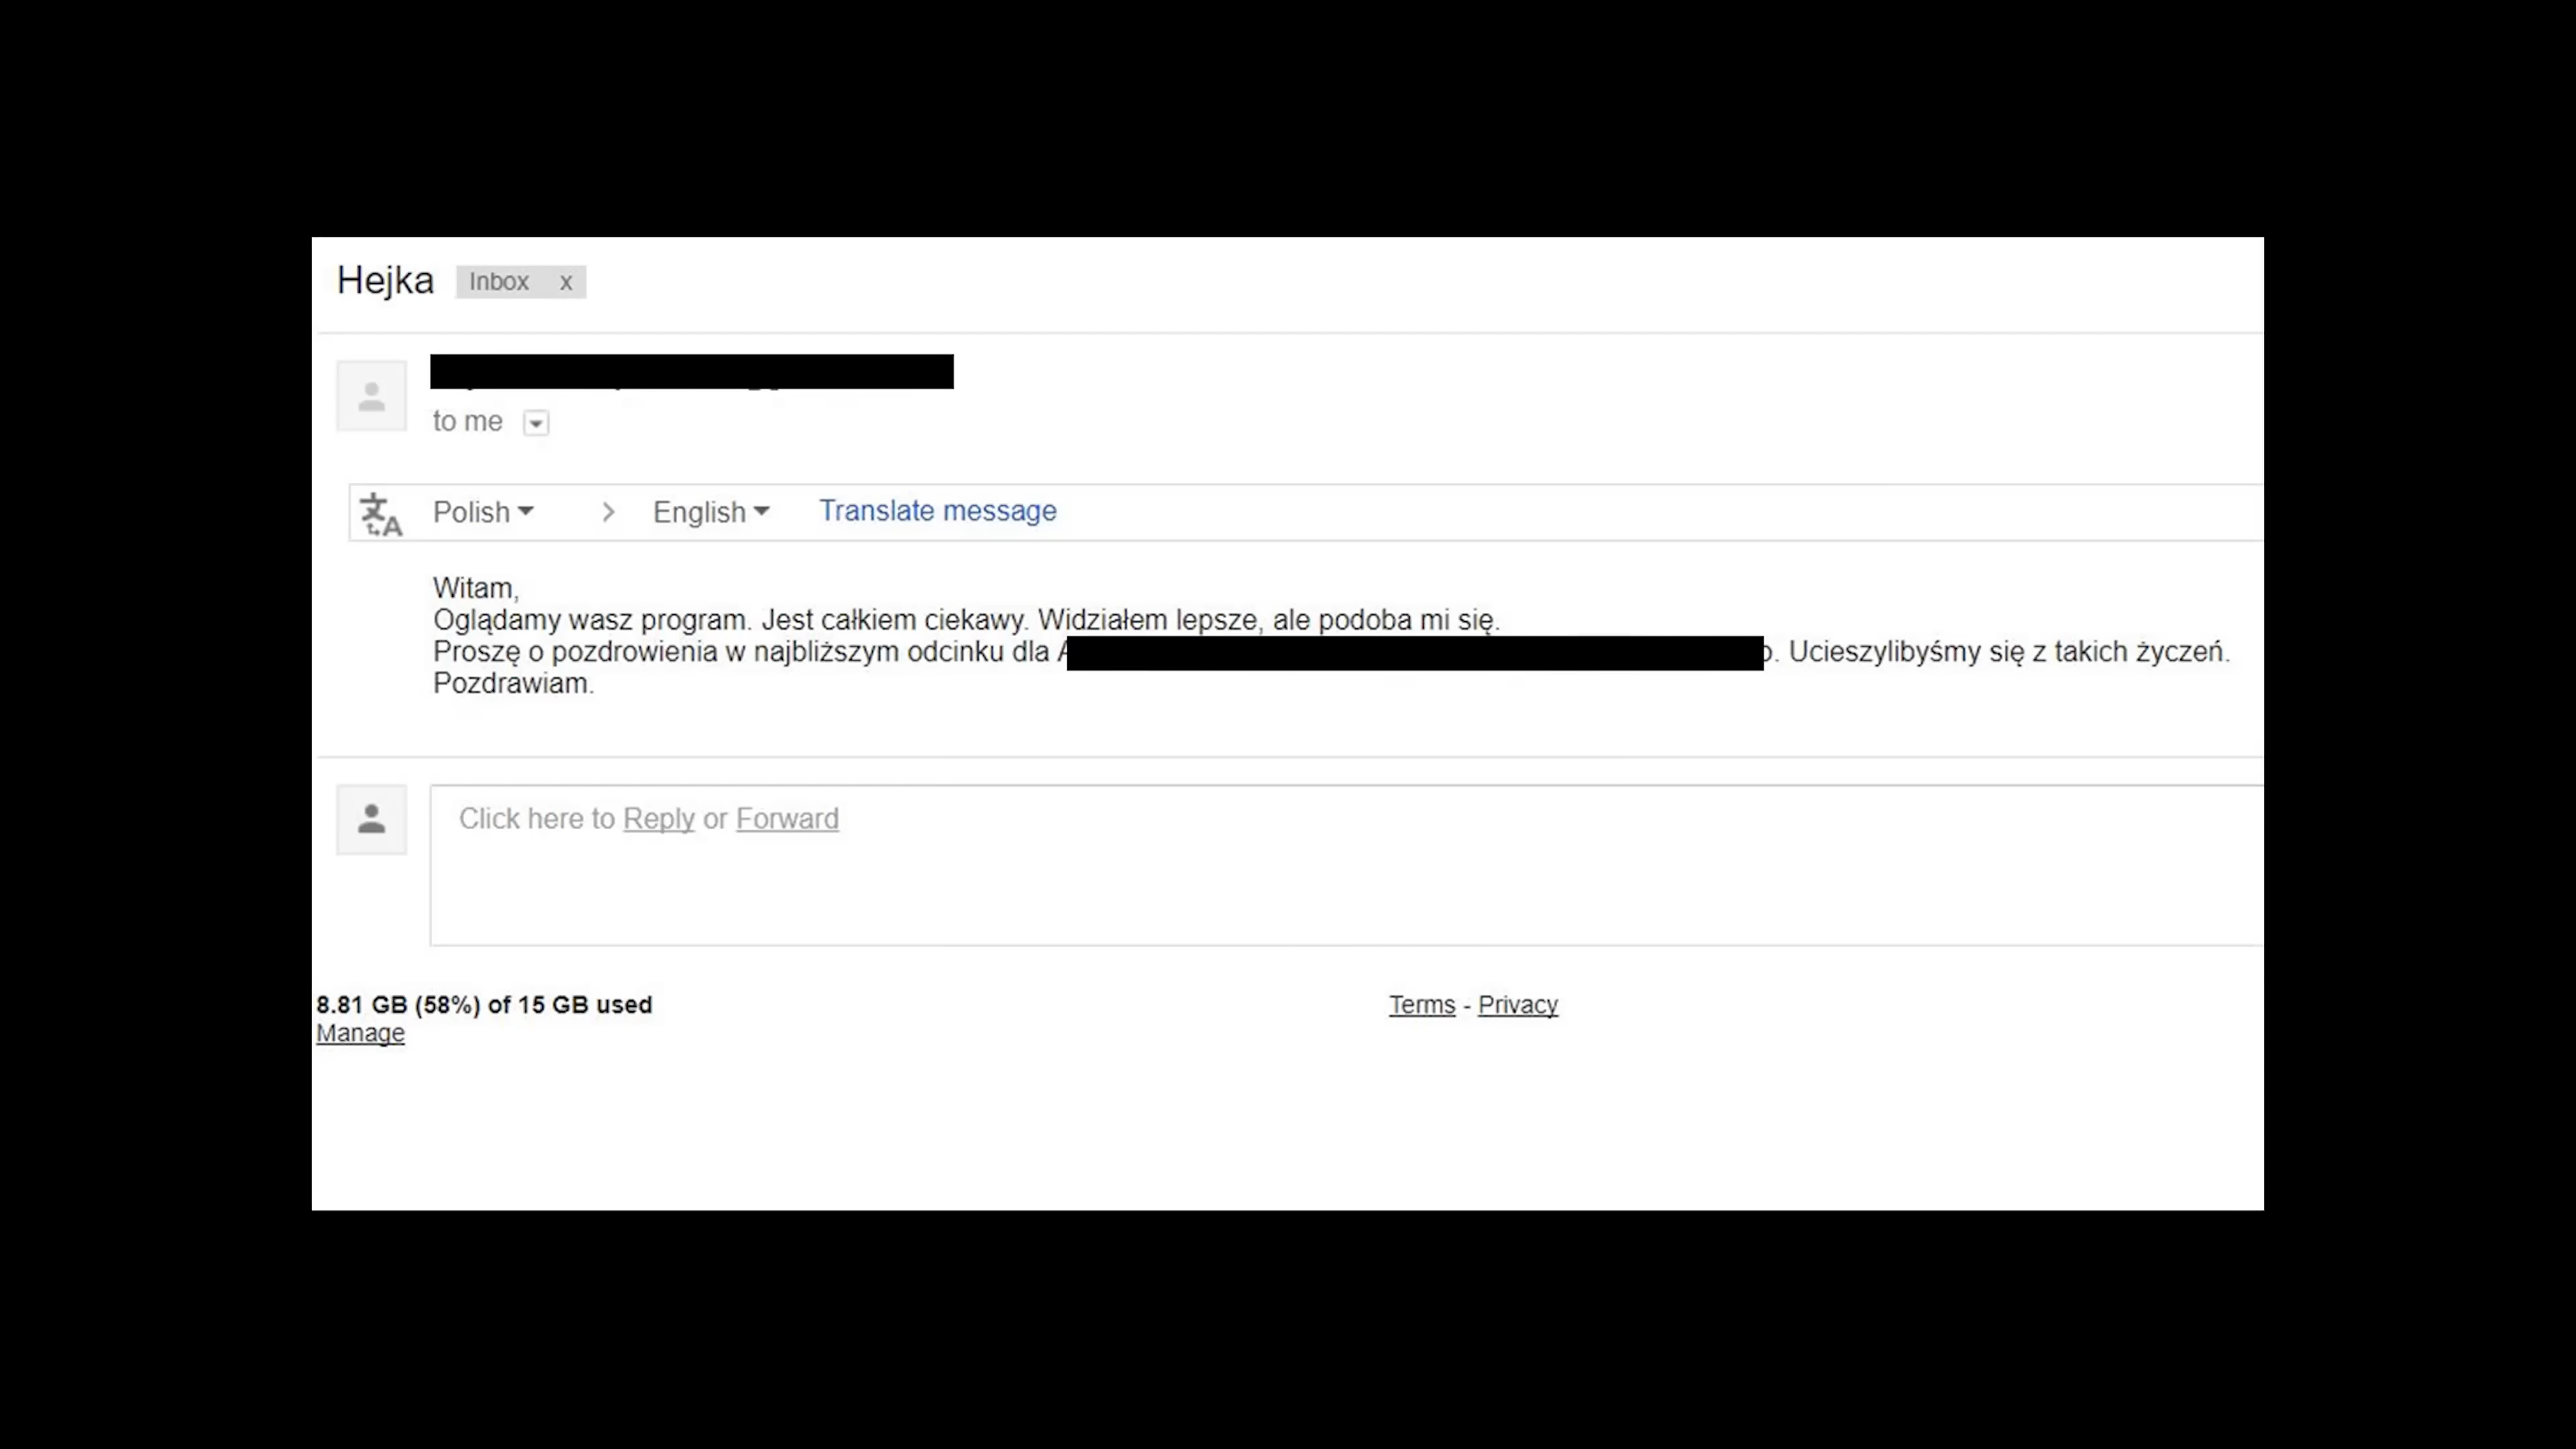 Hejka Inbox x
to me
Polish > English Translate message
Witam,
Oglądamy wasz program. Jest całkiem ciekawy. Widziałem lepsze, ale podoba mi się.
Proszę o pozdrowienia w najbliższym odcinku dla Ucieszylibyśmy się z takich życzeń.
Pozdrawiam.
Click here to Reply or Forward
8.81 GB (58%) of 15 GB used
Terms - Privacy
Manage